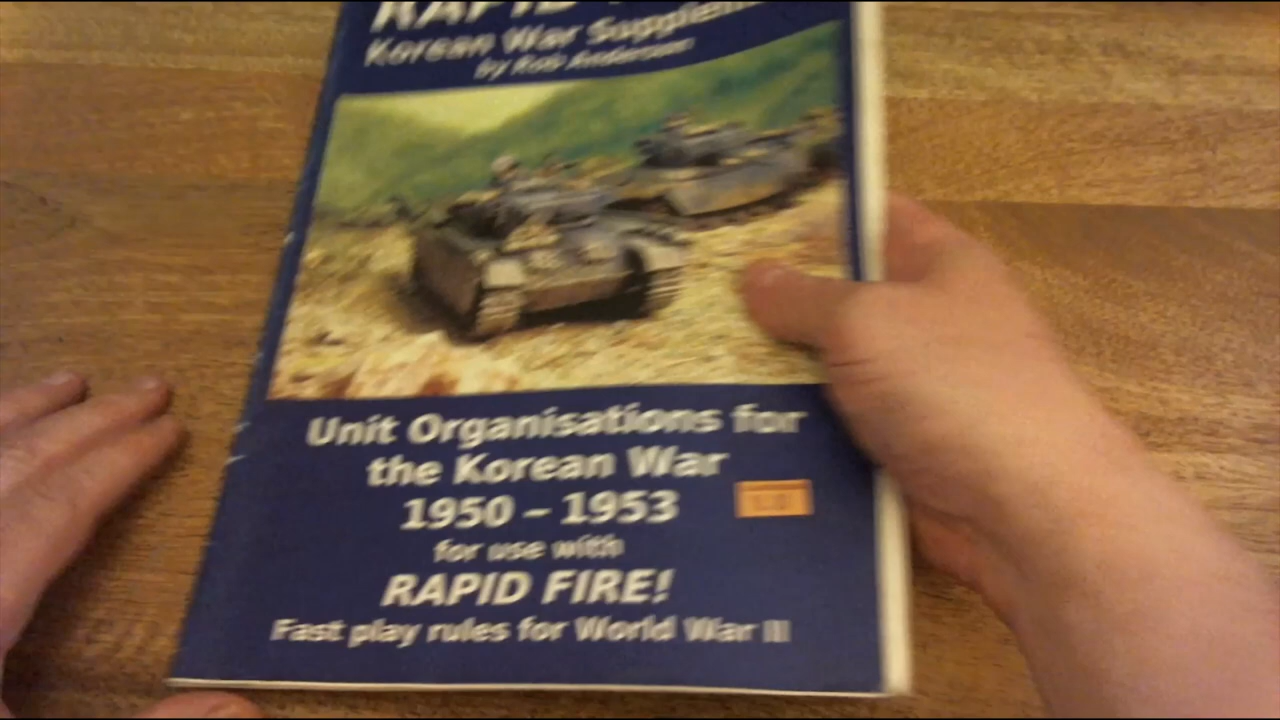 RAPID
Korean War Supplement
by Rob Anderson
Unit Organisations for
the Korean War
1950 – 1953
for use with
RAPID FIRE!
Fast play rules for World War II